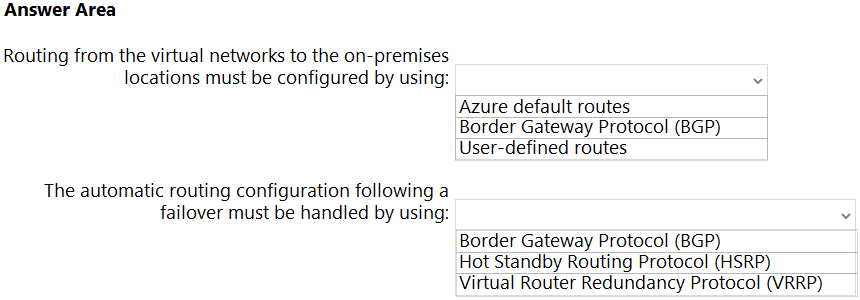 Answer Area
Routing from the virtual networks to the on-premises
locations must be configured by using:
Azure default routes
Border Gateway Protocol (BGP)
User-defined routes
The automatic routing configuration following a
failover must be handled by using:
Border Gateway Protocol (BGP)
Hot Standby Routing Protocol (HSRP)
Virtual Router Redundancy Protocol (VRRP)